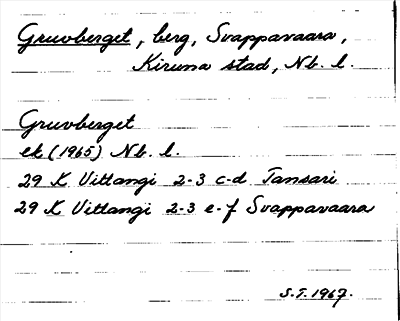 Gruvberget, berg, Svappavaara,
Kiruna stad, Nb. l.
Gruvberget
ek (1965) Nb. l.
29 K Vittangi 2-3 c-d Tansari
29 K Vittangi 2-3 e-f Svappavaara
S.T. 1967.